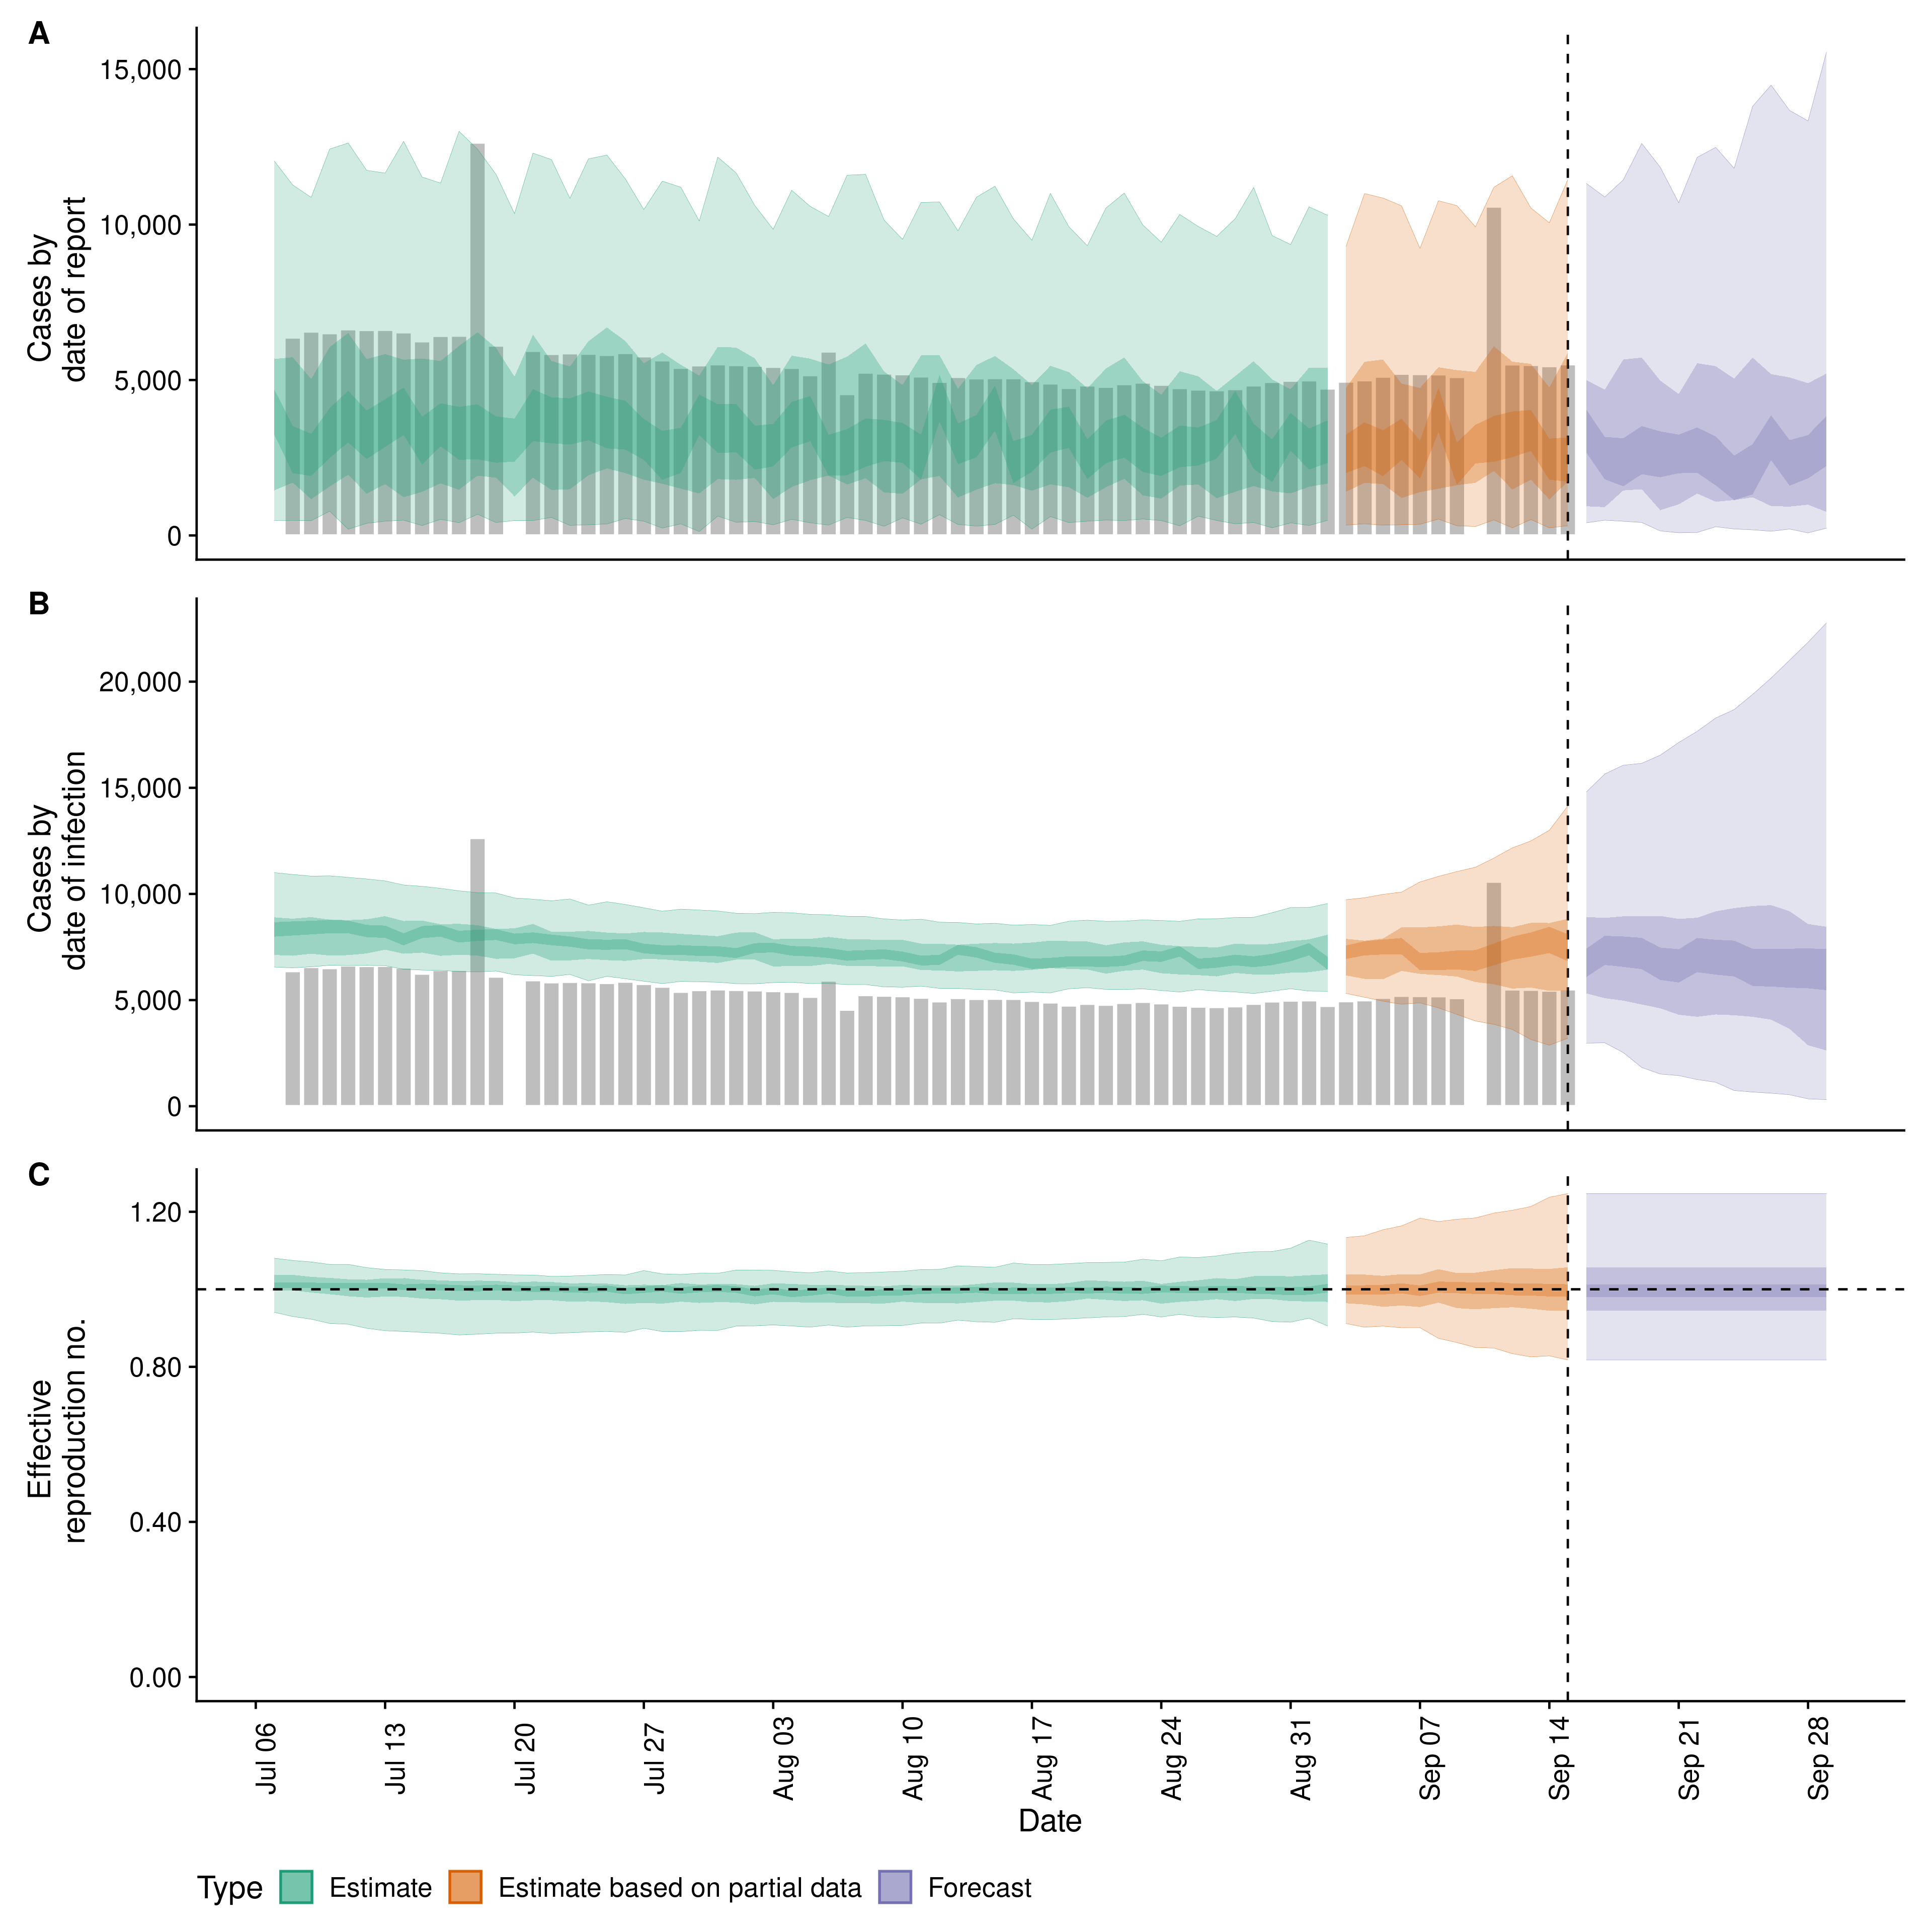 A
Cases by
date of report
15,000
10,000
5,000
0
B
Cases by
date of infection
20,000
15,000
10,000
5,000
0
C
Effective
reproduction no.
1.20
0.80
0.40
0.00
Jul 06
Jul 13
Jul 20
Jul 27
Aug 03
Aug 10
Aug 17
Aug 24
Aug 31
Sep 07
Sep 14
Sep 21
Sep 28
Date
Type Estimate Estimate based on partial data Forecast